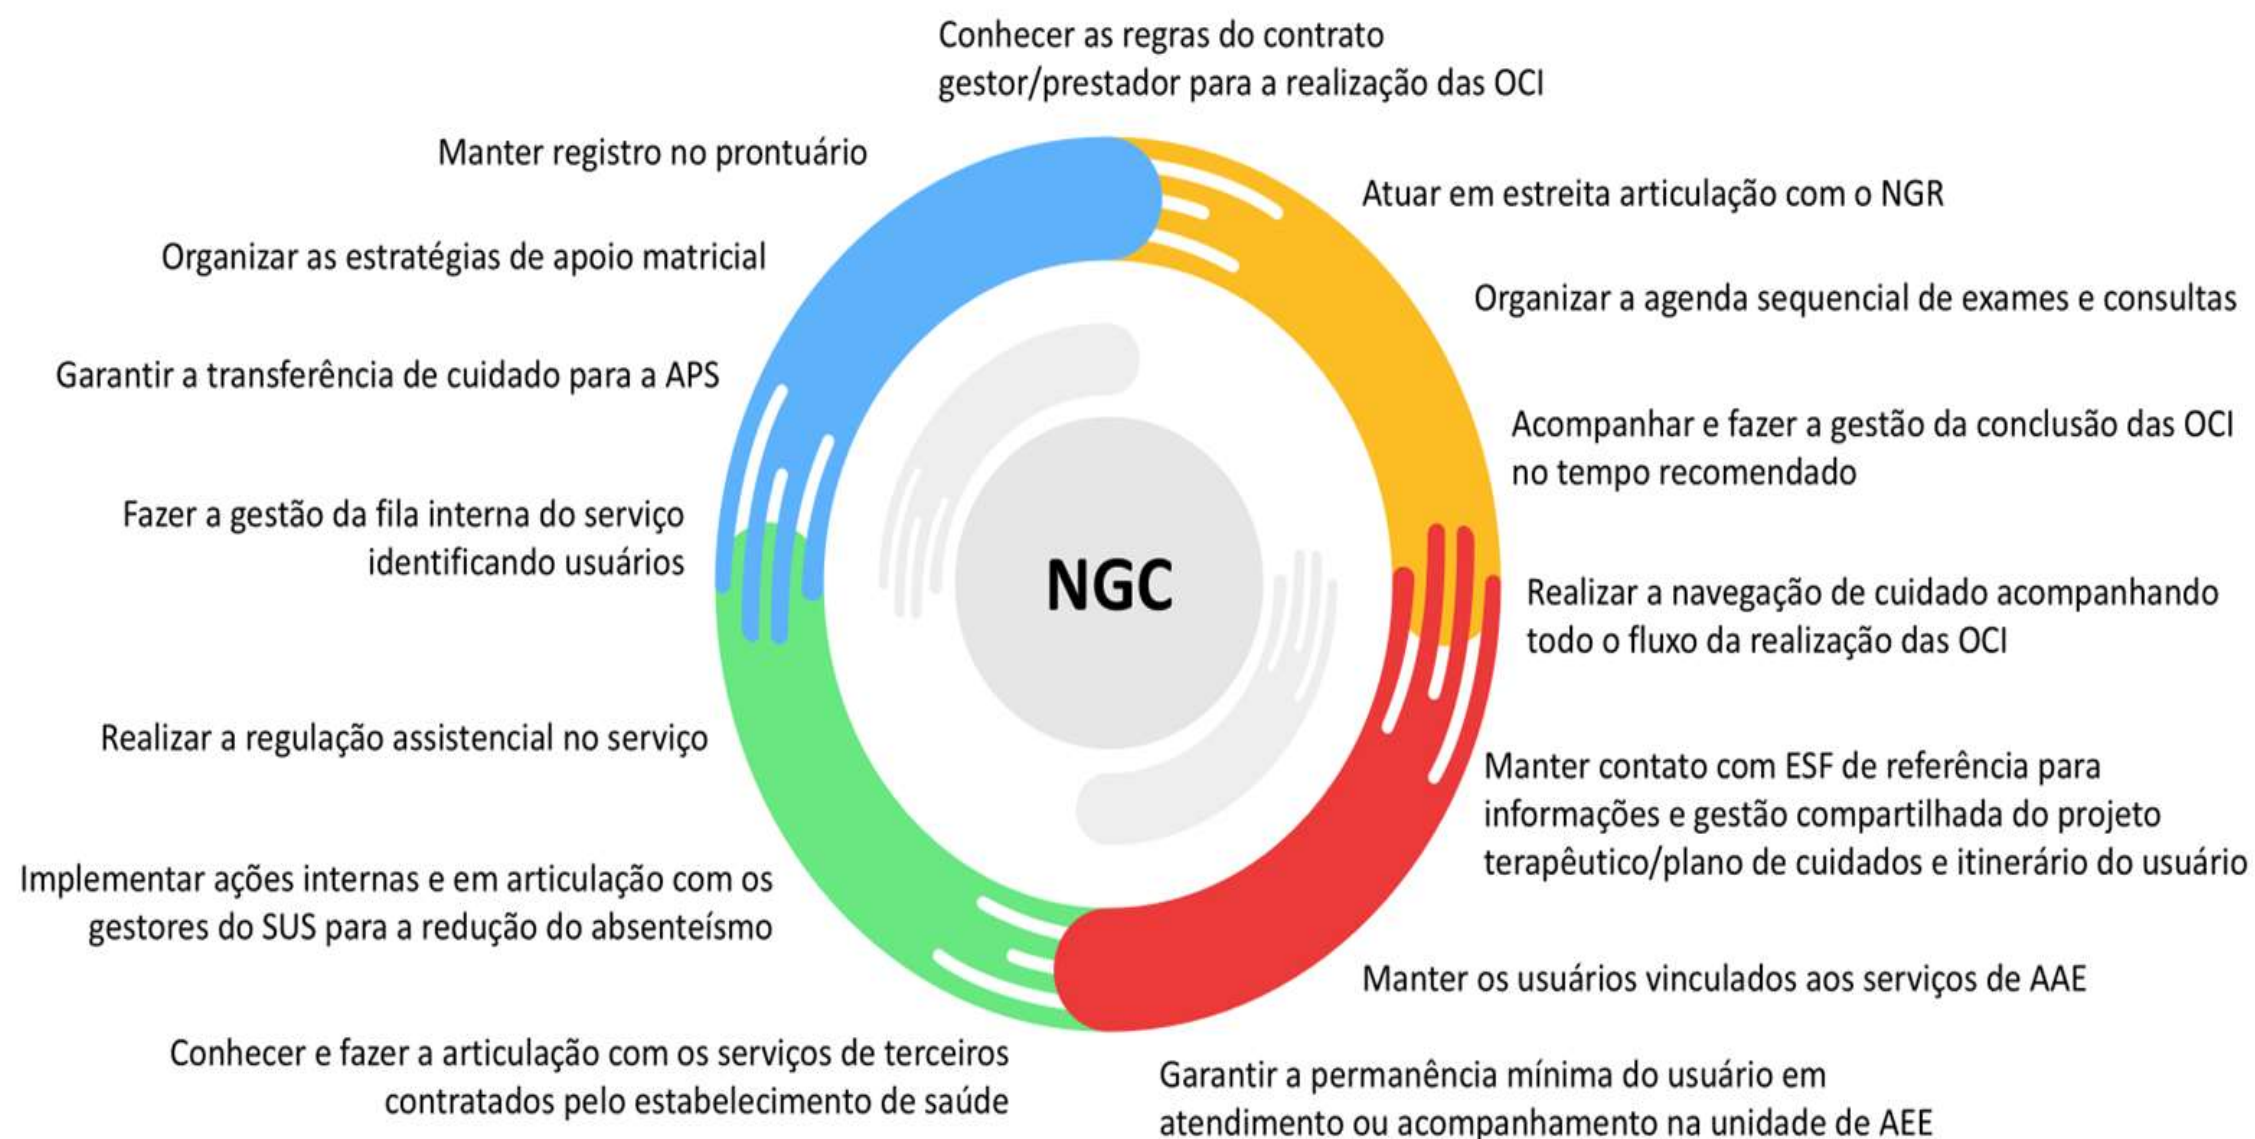 Conhecer as regras do contrato
gestor/prestador para a realização das OCI
Atuar em estreita articulação com o NGR
Organizar a agenda sequencial de exames e consultas
Acompanhar e fazer a gestão da conclusão das OCI
no tempo recomendado
Realizar a navegação de cuidado acompanhando
todo o fluxo da realização das OCI
Manter contato com ESF de referência para
informações e gestão compartilhada do projeto
terapêutico/plano de cuidados e itinerário do usuário
Manter os usuários vinculados aos serviços de AAE
Garantir a permanência mínima do usuário em
atendimento ou acompanhamento na unidade de AEE
Conhecer e fazer a articulação com os serviços de terceiros
contratados pelo estabelecimento de saúde
Implementar ações internas e em articulação com os
gestores do SUS para a redução do absenteísmo
Realizar a regulação assistencial no serviço
Fazer a gestão da fila interna do serviço
identificando usuários
Garantir a transferência de cuidado para a APS
Organizar as estratégias de apoio matricial
Manter registro no prontuário
NGC